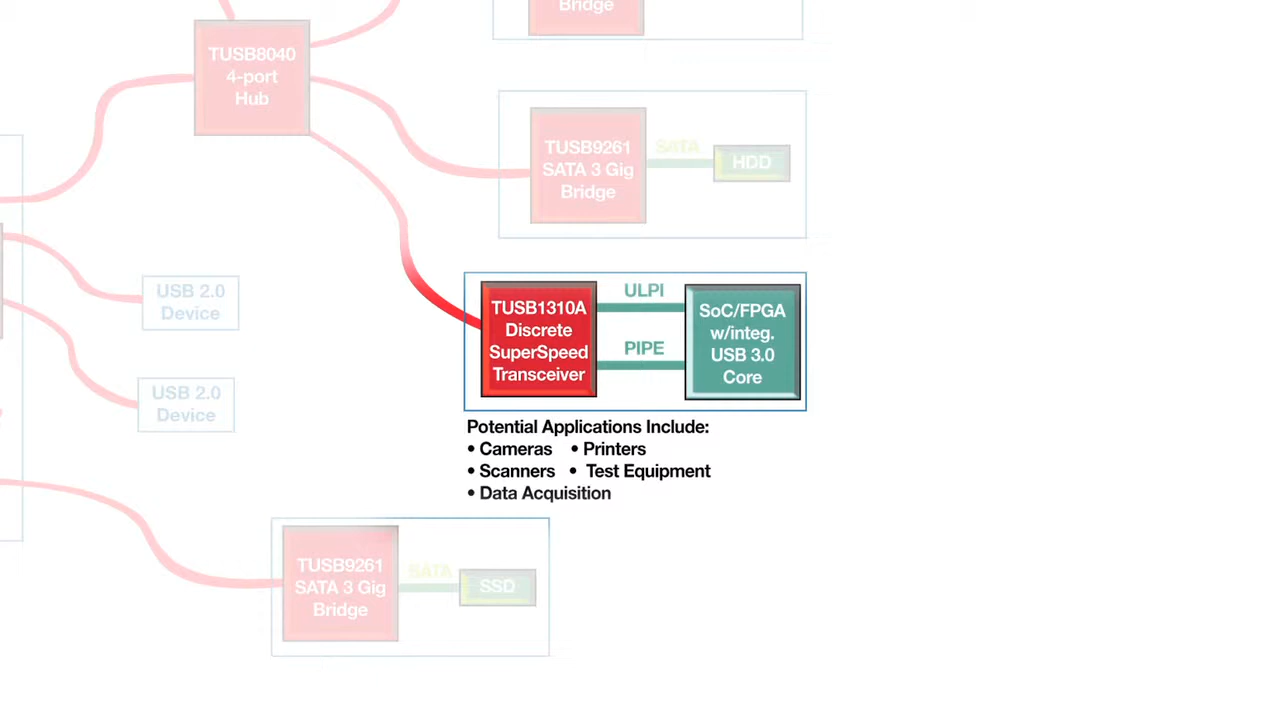 Bridge
TUSB8040
4-port
Hub
TUSB9261
SATA 3 Gig
Bridge
SATA
HDD
USB 2.0
Device
TUSB1310A
Discrete
SuperSpeed
Transceiver
ULPI
PIPE
SoC/FPGA
w/integ.
USB 3.0
Core
USB 2.0
Device
Potential Applications Include:
• Cameras • Printers
• Scanners • Test Equipment
• Data Acquisition
TUSB9261
SATA 3 Gig
Bridge
SATA
SSD